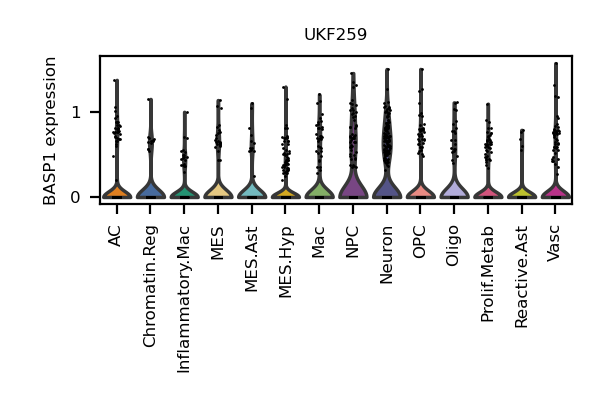 UKF259
BASP1 expression
1
0
AC
Chromatin.Reg
Inflammatory.Mac
MES
MES.Ast
MES.Hyp
Mac
NPC
Neuron
OPC
Oligo
Prolif.Metab
Reactive.Ast
Vasc